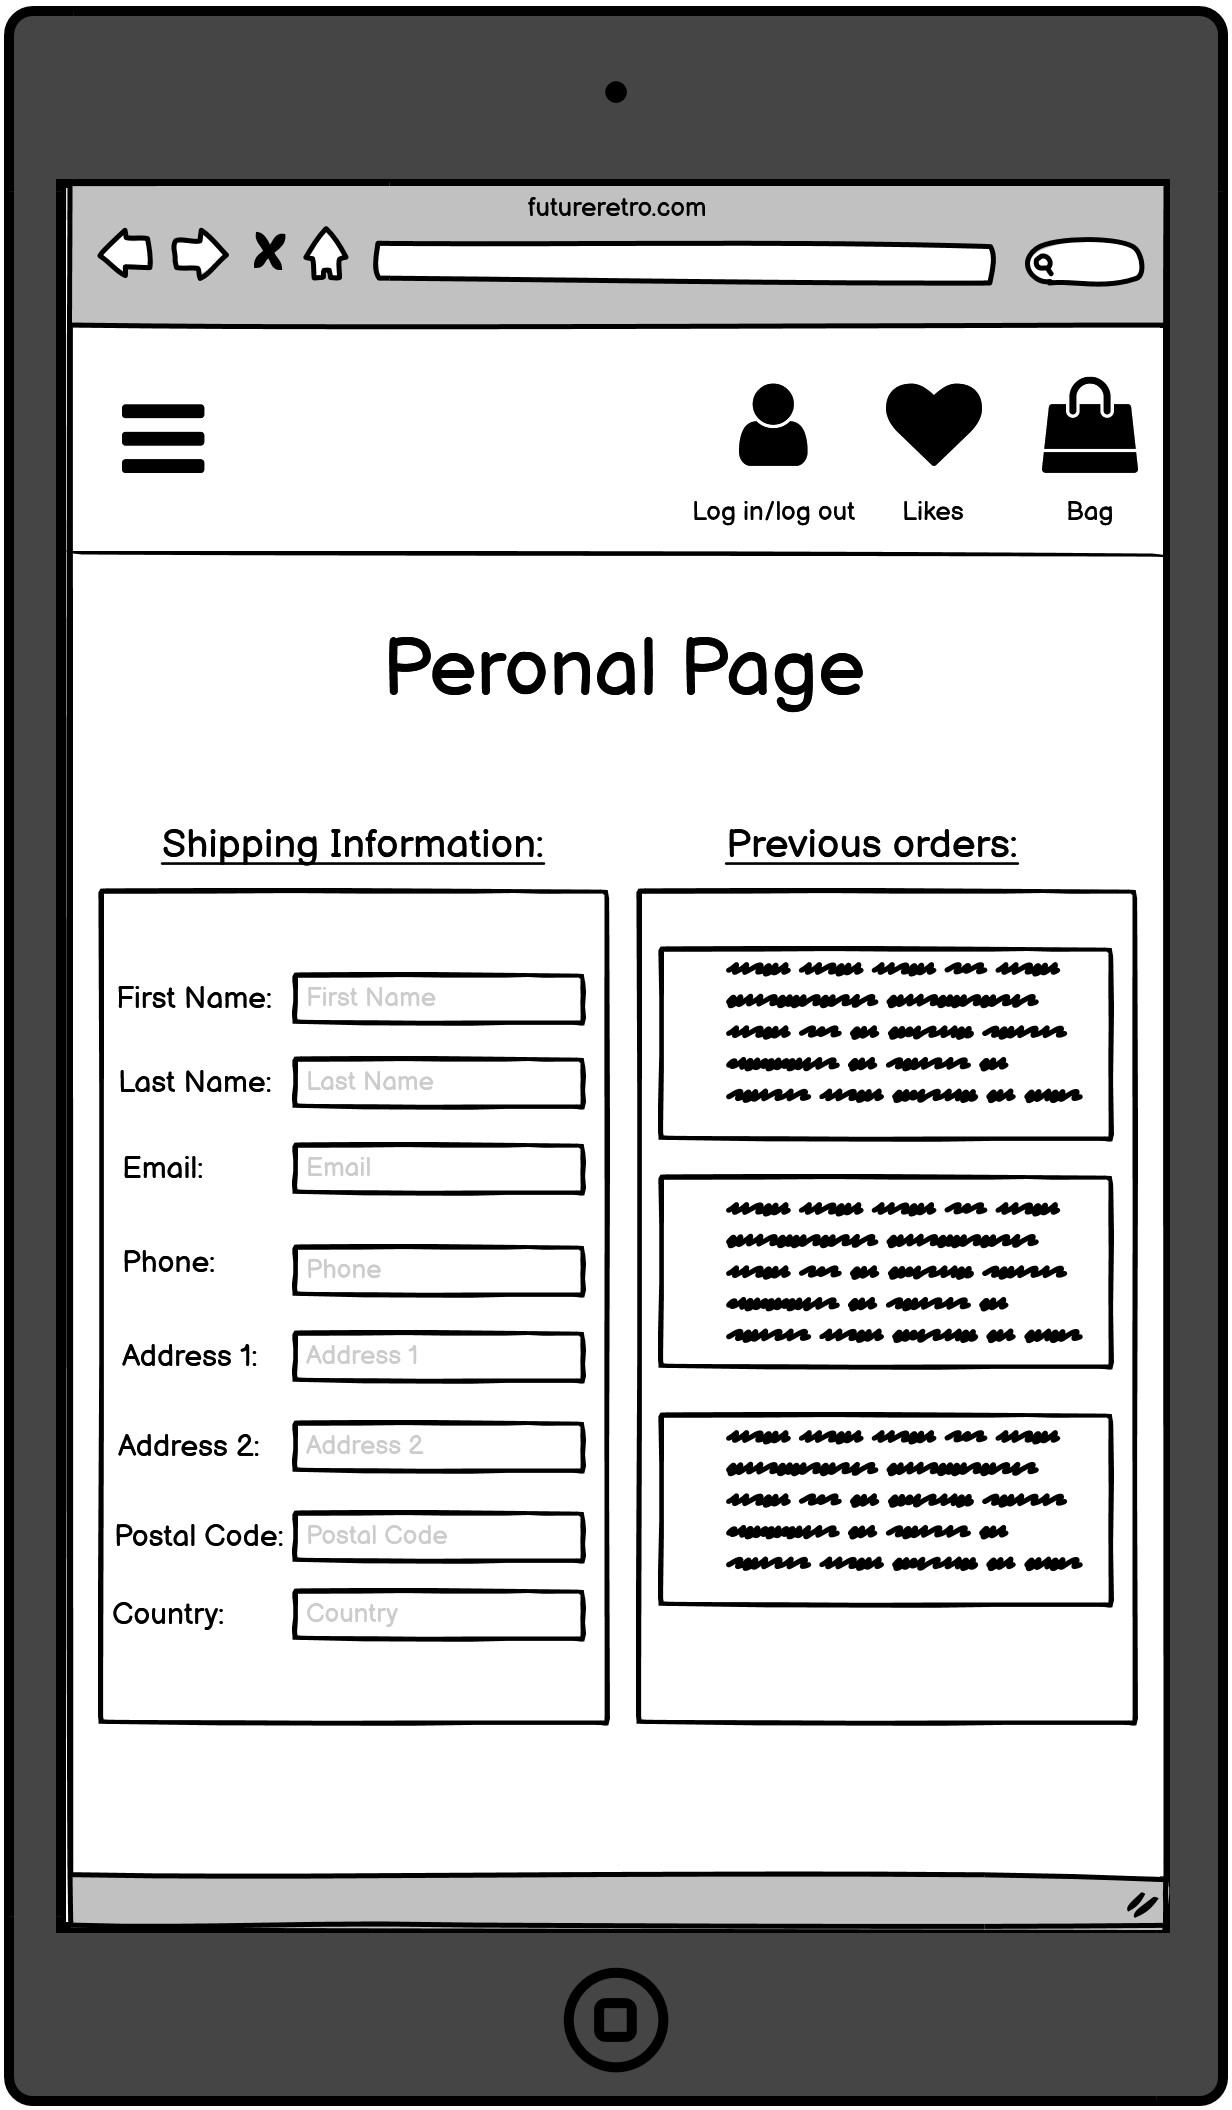 futureretro.com
Log in/log out Likes Bag
Peronal Page
Shipping Information:
First Name: First Name
Last Name: Last Name
Email: Email
Phone: Phone
Address 1: Address 1
Address 2: Address 2
Postal Code: Postal Code
Country: Country
Previous orders: